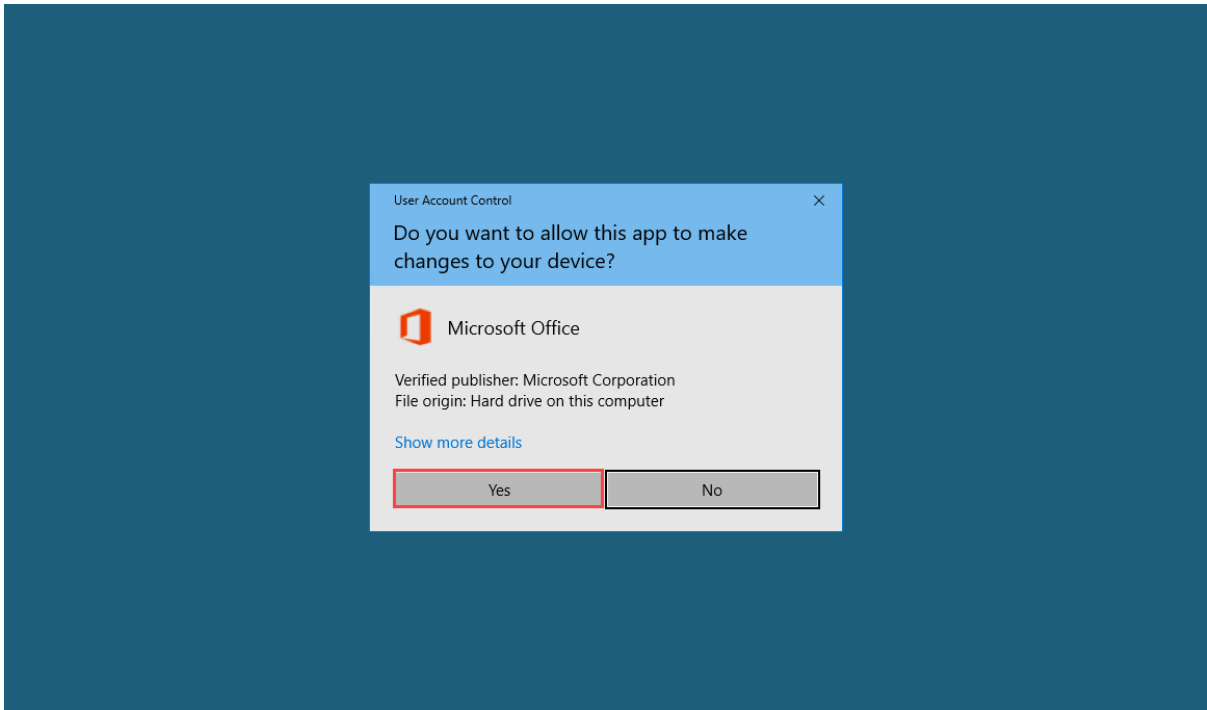 User Account Control
Do you want to allow this app to make
changes to your device?
Microsoft Office
Verified publisher: Microsoft Corporation
File origin: Hard drive on this computer
Show more details
Yes
No